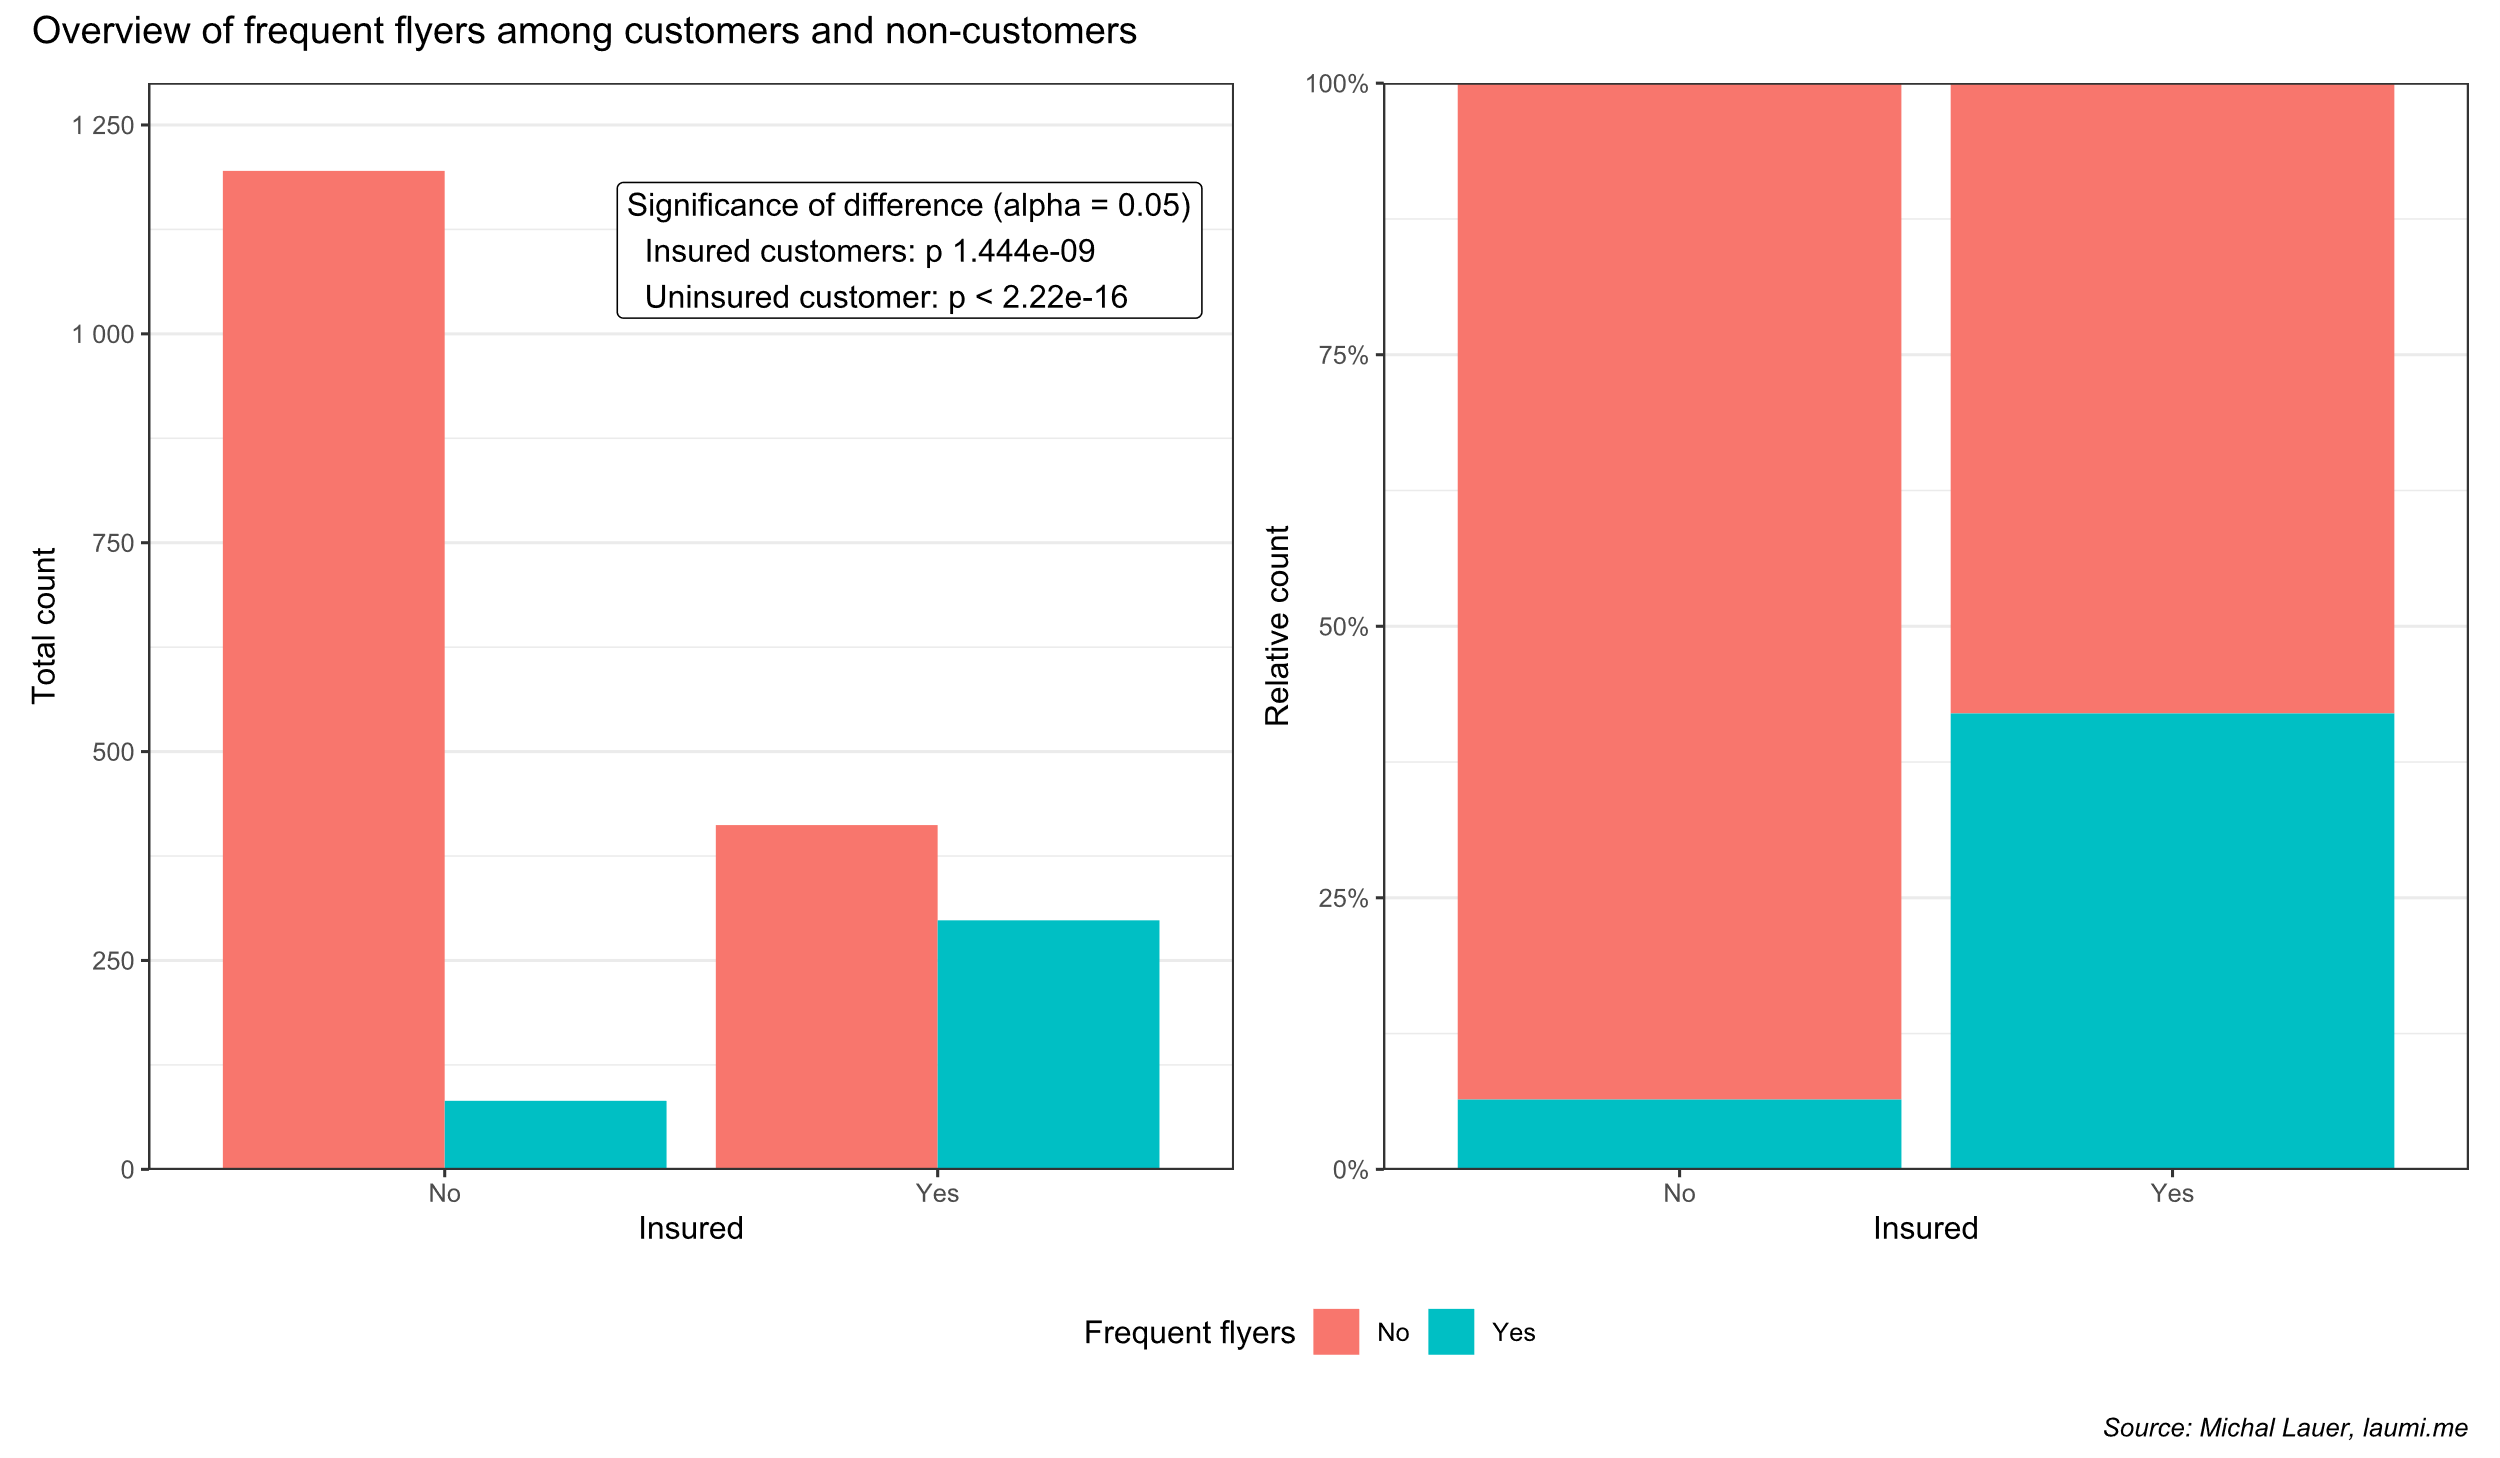 Overview of frequent flyers among customers and non-customers
Total count
1 250
1 000
750
500
250
0
Significance of difference (alpha = 0.05)
Insured customers: p 1.444e-09
Uninsured customer: p < 2.22e-16
No
Yes
Insured
Relative count
100%
75%
50%
25%
0%
No
Yes
Insured
Frequent flyers No Yes
Source: Michal Lauer, laumi.me